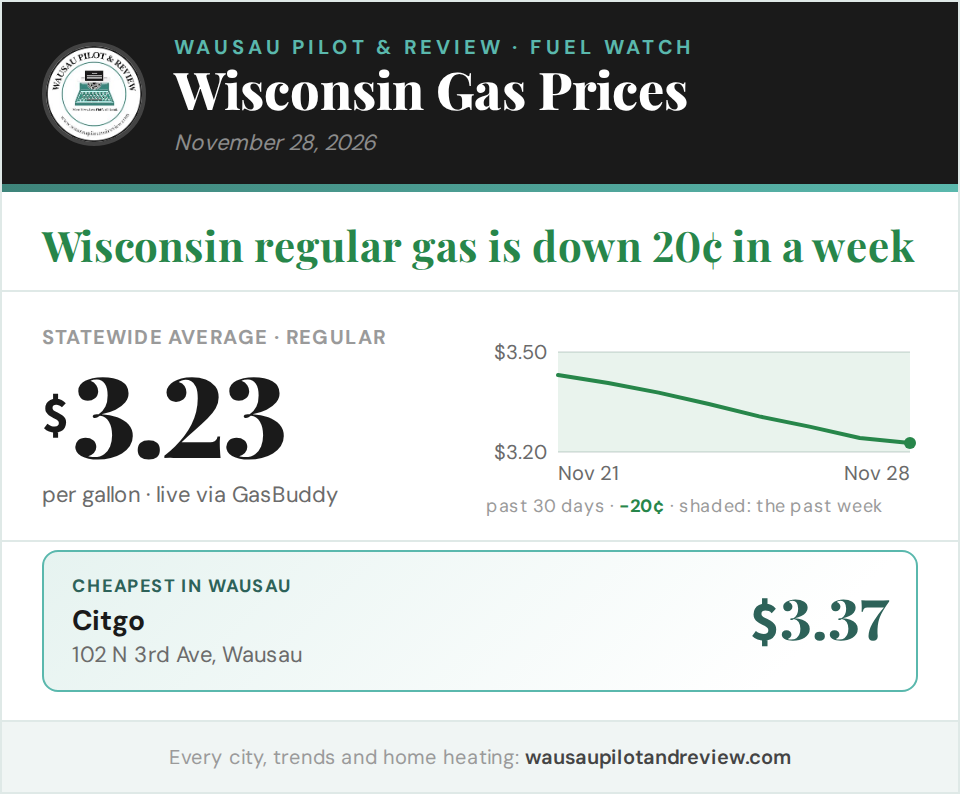 WAUSAU PILOT & REVIEW
WAUSAU PILOT & REVIEW · FUEL WATCH
Wisconsin Gas Prices
November 28, 2026
Wisconsin regular gas is down 20¢ in a week
STATEWIDE AVERAGE · REGULAR
$3.23
per gallon · live via GasBuddy
$3.50
$3.20
Nov 21 Nov 28
past 30 days · −20¢ · shaded: the past week
CHEAPEST IN WAUSAU
Citgo
102 N 3rd Ave, Wausau
$3.37
Every city, trends and home heating: wausaupilotandreview.com